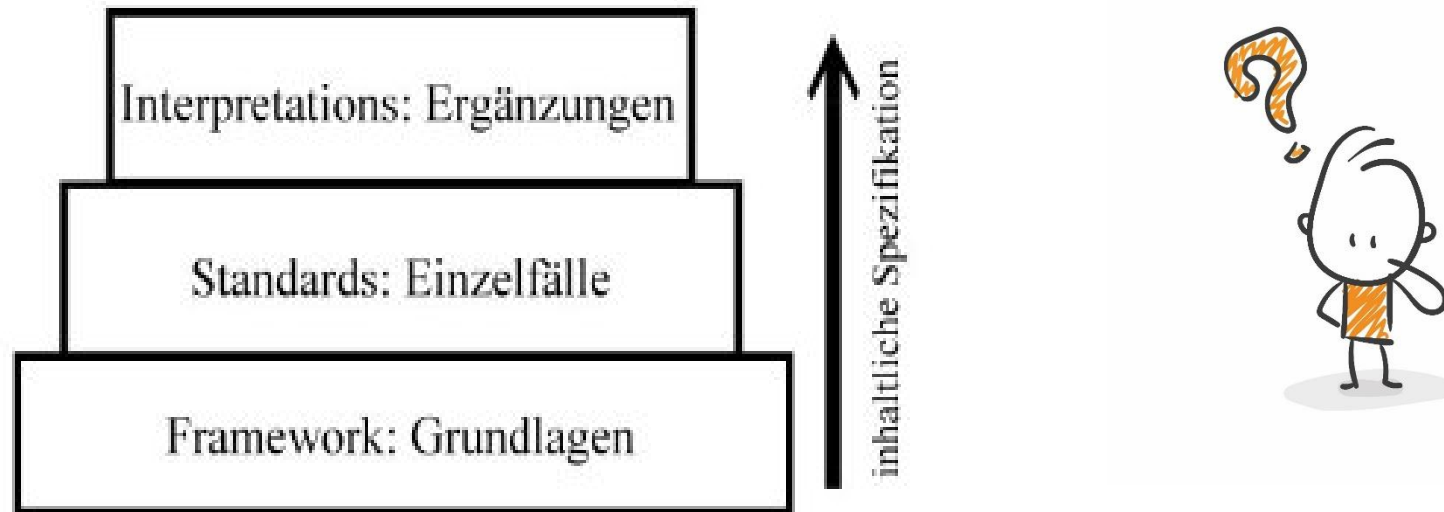 Interpretations: Ergänzungen
Standards: Einzelfälle
Framework: Grundlagen
inhaltliche Spezifikation